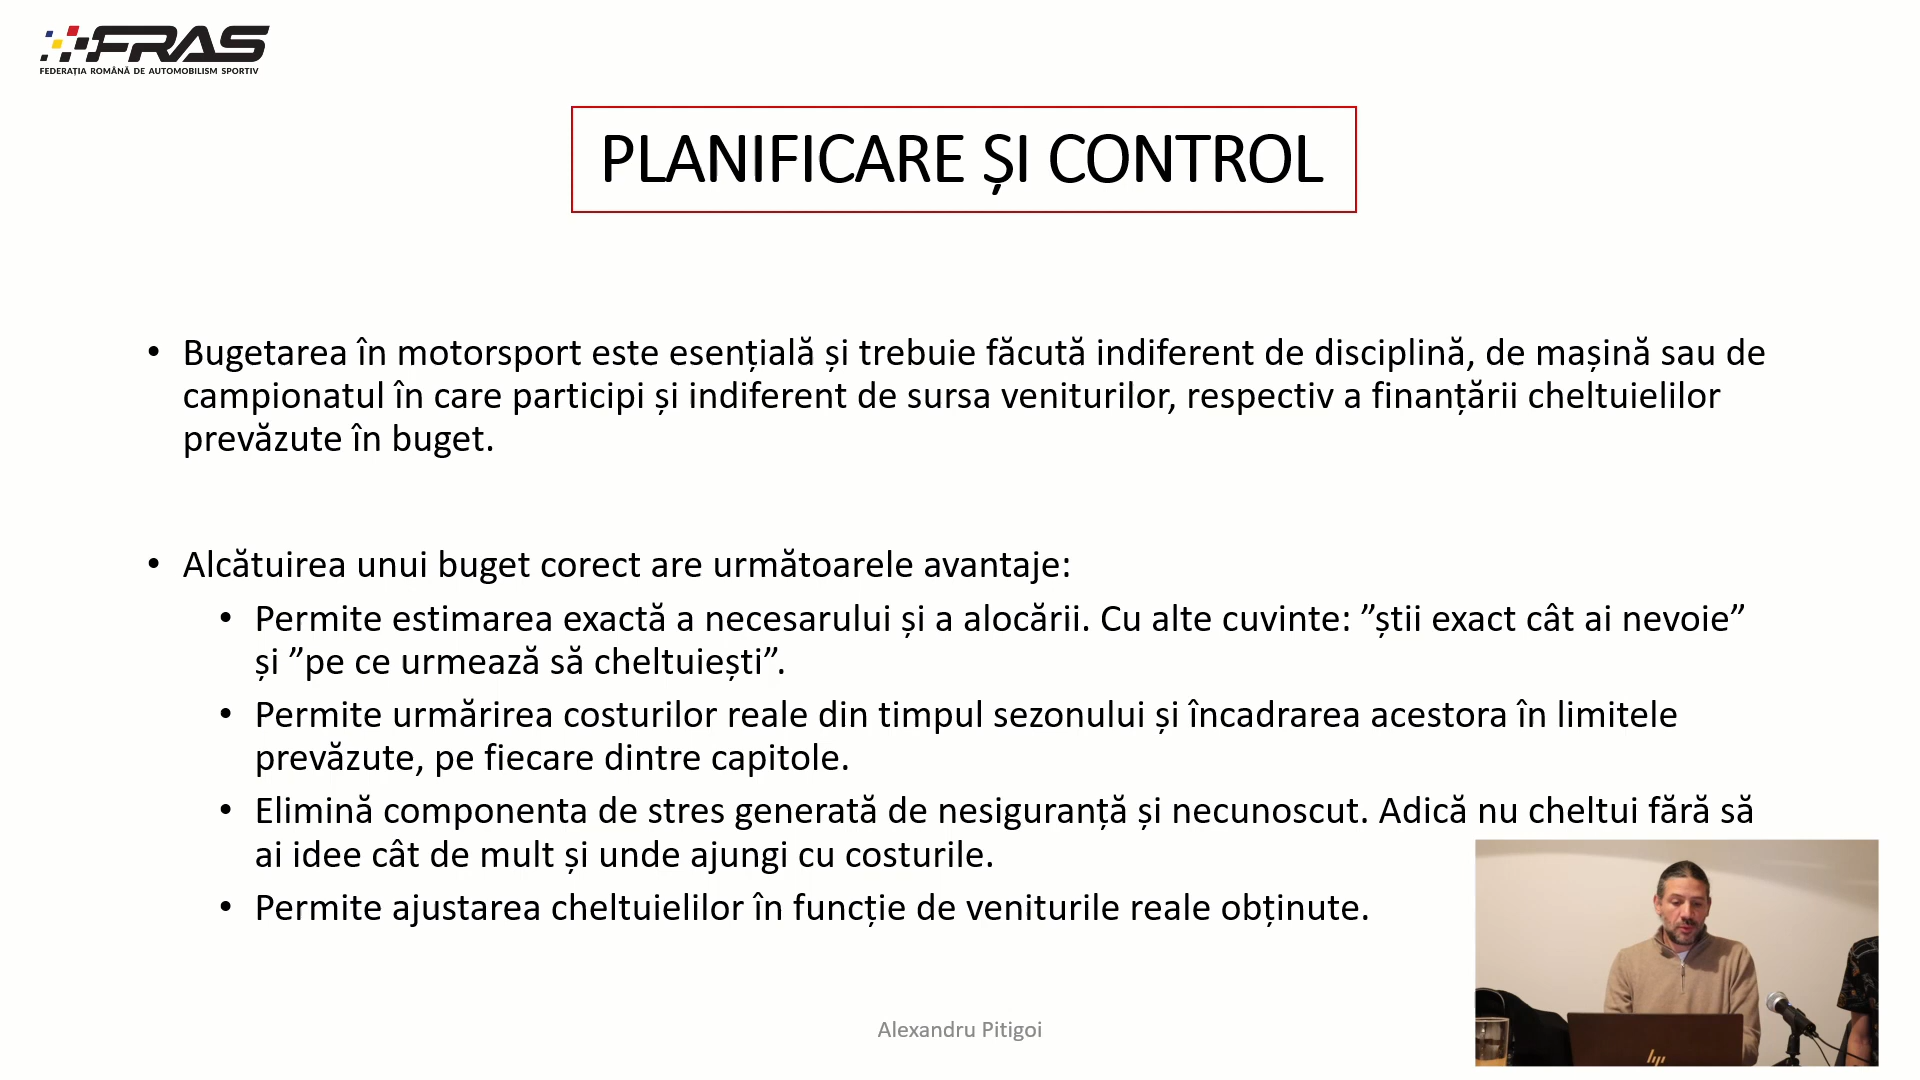 FRAS
FEDERAȚIA ROMÂNĂ DE AUTOMOBILISM SPORTIV
PLANIFICARE ȘI CONTROL
• Bugetarea în motorsport este esențială și trebuie făcută indiferent de disciplină, de mașină sau de
campionatul în care participi și indiferent de sursa veniturilor, respectiv a finanțării cheltuielilor
prevăzute în buget.
• Alcătuirea unui buget corect are următoarele avantaje:
• Permite estimarea exactă a necesarului și a alocării. Cu alte cuvinte: ”știi exact cât ai nevoie”
și ”pe ce urmează să cheltuiești”.
• Permite urmărirea costurilor reale din timpul sezonului și încadrarea acestora în limitele
prevăzute, pe fiecare dintre capitole.
• Elimină componenta de stres generată de nesiguranță și necunoscut. Adică nu cheltui fără să
ai idee cât de mult și unde ajungi cu costurile.
• Permite ajustarea cheltuielilor în funcție de veniturile reale obținute.
Alexandru Pitigoi
hp